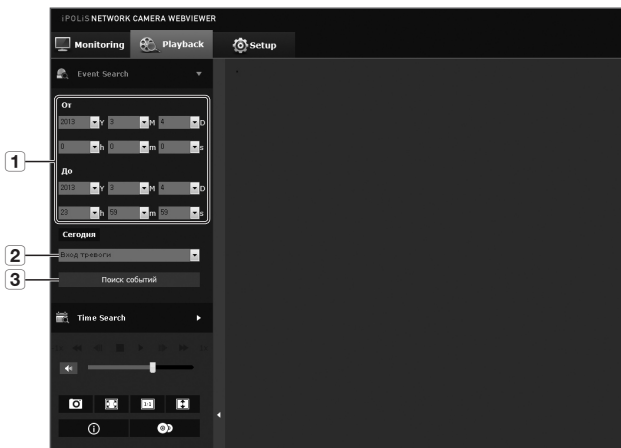 iPOLiS NETWORK CAMERA WEBVIEWER
Monitoring Playback Setup
Event Search
От
2013 Y 3 M 4 D
0 h 0 m 0 s
До
2013 Y 3 M 4 D
23 h 59 m 59 s
Сегодня
Вход тревоги
Поиск событий
Time Search
1:1
1
2
3